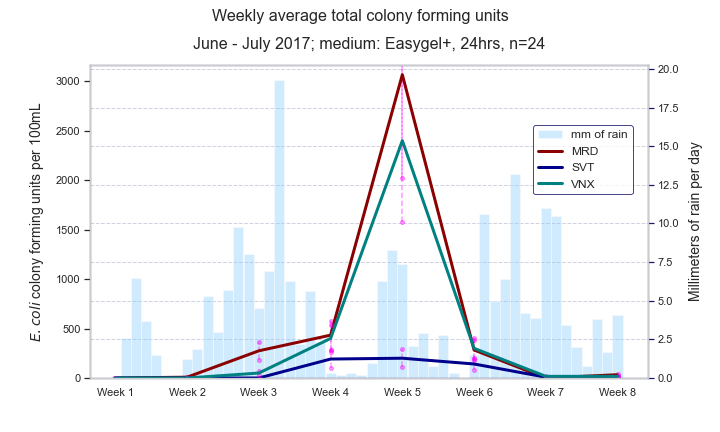 Weekly average total colony forming units
June - July 2017; medium: Easygel+, 24hrs, n=24
E. coli colony forming units per 100mL
3000
2500
2000
1500
1000
500
0
20.0
17.5
15.0
12.5
10.0
7.5
5.0
2.5
0.0
Millimeters of rain per day
mm of rain
MRD
SVT
VNX
Week 1 Week 2 Week 3 Week 4 Week 5 Week 6 Week 7 Week 8